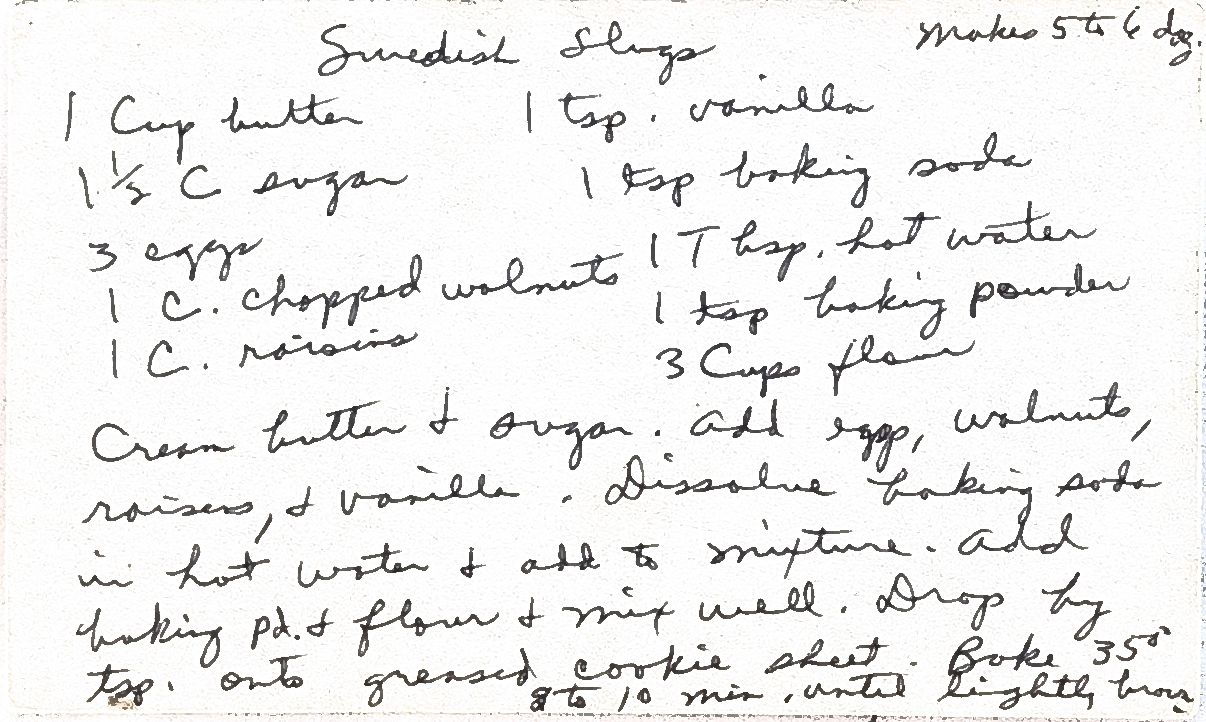 Swedish Slugs
Makes 5 to 6 doz.
1 Cup butter
1 1/2 C sugar
3 eggs
1 C. chopped walnuts
1 C. raisins
1 tsp. vanilla
1 tsp baking soda
1 Tbsp. hot water
1 tsp baking powder
3 Cups flour
Cream butter & sugar. Add eggs, walnuts,
raisens, & vanilla. Dissolve baking soda
in hot water & add to mixture. Add
baking pd. & flour & mix well. Drop by
tsp. onto greased cookie sheet. Bake 350°
8 to 10 min. until lightly brown